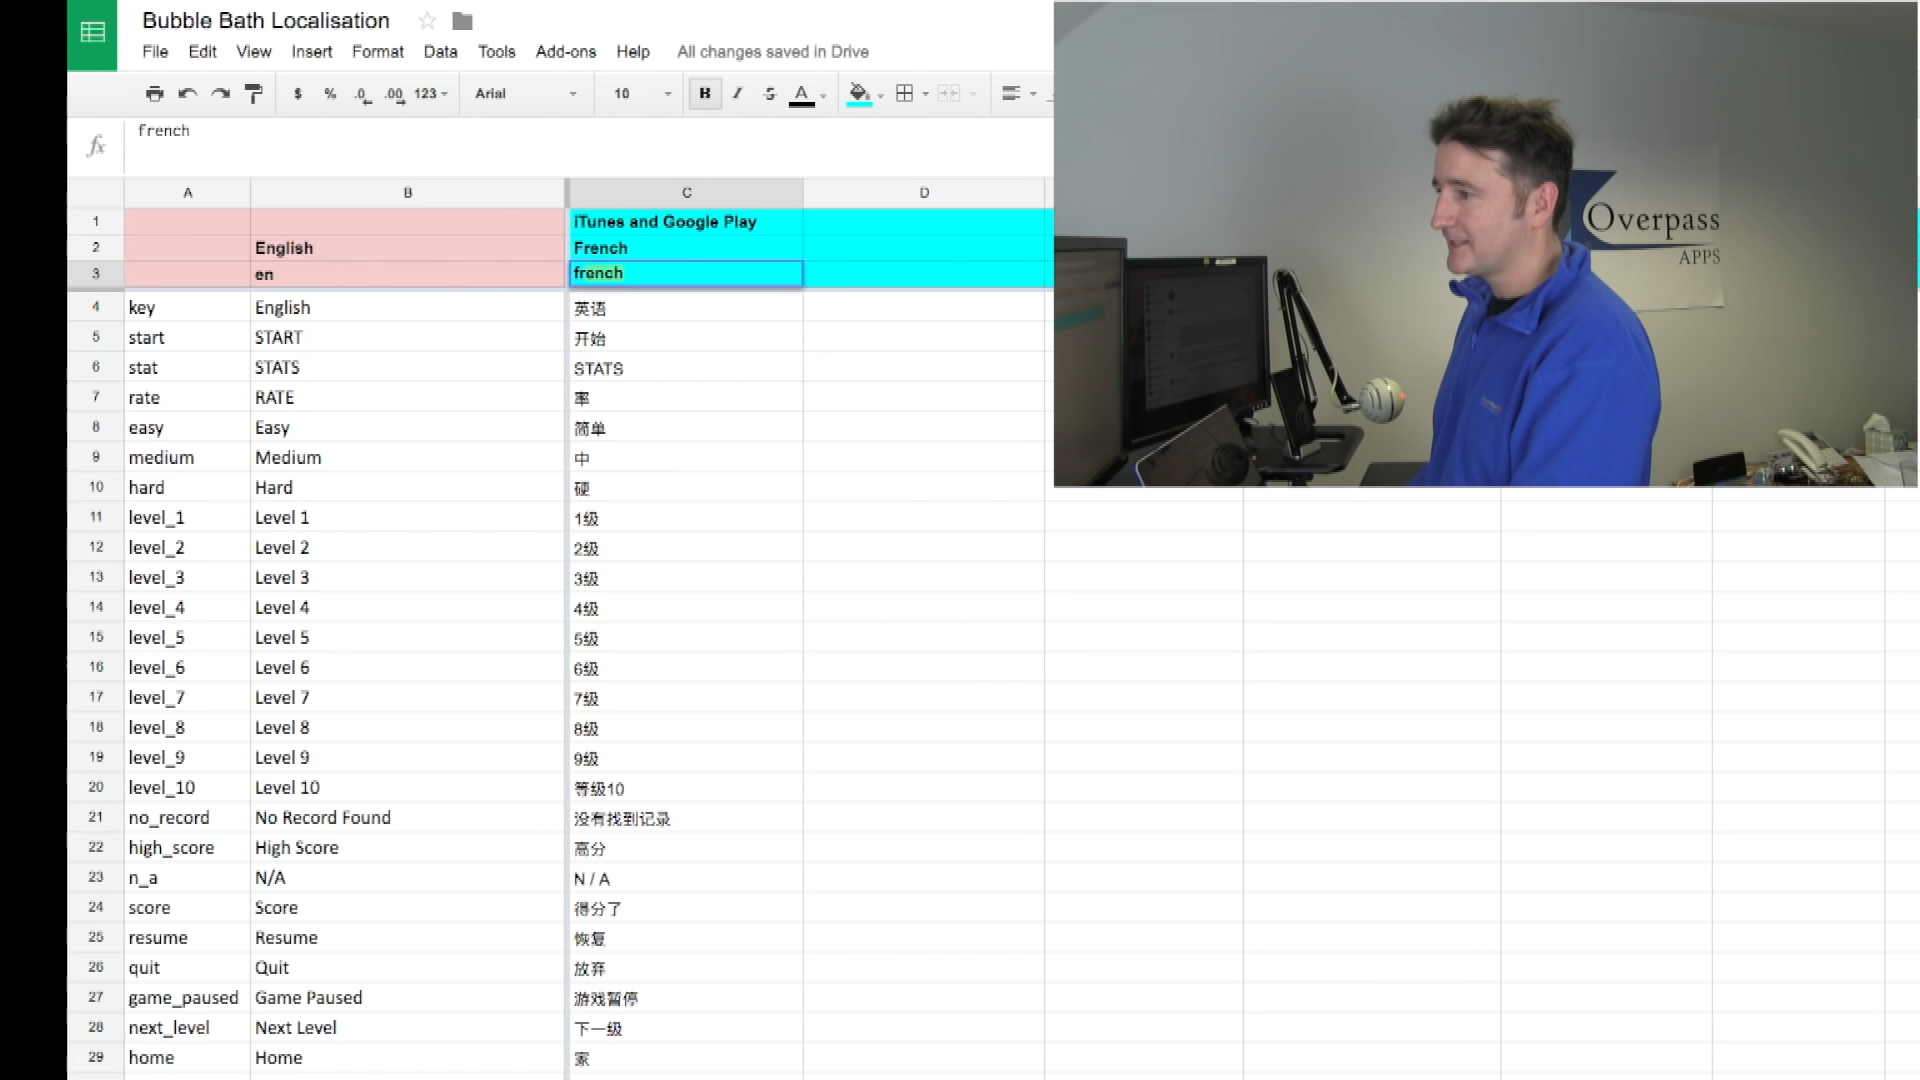 Bubble Bath Localisation
File Edit View Insert Format Data Tools Add-ons Help All changes saved in Drive
$ % .0 .00 123 Arial 10 B I S A
fx french
A B C D
1 iTunes and Google Play
2 English French
3 en french
4 key English 英语
5 start START 开始
6 stat STATS STATS
7 rate RATE 率
8 easy Easy 简单
9 medium Medium 中
10 hard Hard 硬
11 level_1 Level 1 1级
12 level_2 Level 2 2级
13 level_3 Level 3 3级
14 level_4 Level 4 4级
15 level_5 Level 5 5级
16 level_6 Level 6 6级
17 level_7 Level 7 7级
18 level_8 Level 8 8级
19 level_9 Level 9 9级
20 level_10 Level 10 等级10
21 no_record No Record Found 没有找到记录
22 high_score High Score 高分
23 n_a N/A N / A
24 score Score 得分了
25 resume Resume 恢复
26 quit Quit 放弃
27 game_paused Game Paused 游戏暂停
28 next_level Next Level 下一级
29 home Home 家
Overpass
APPS